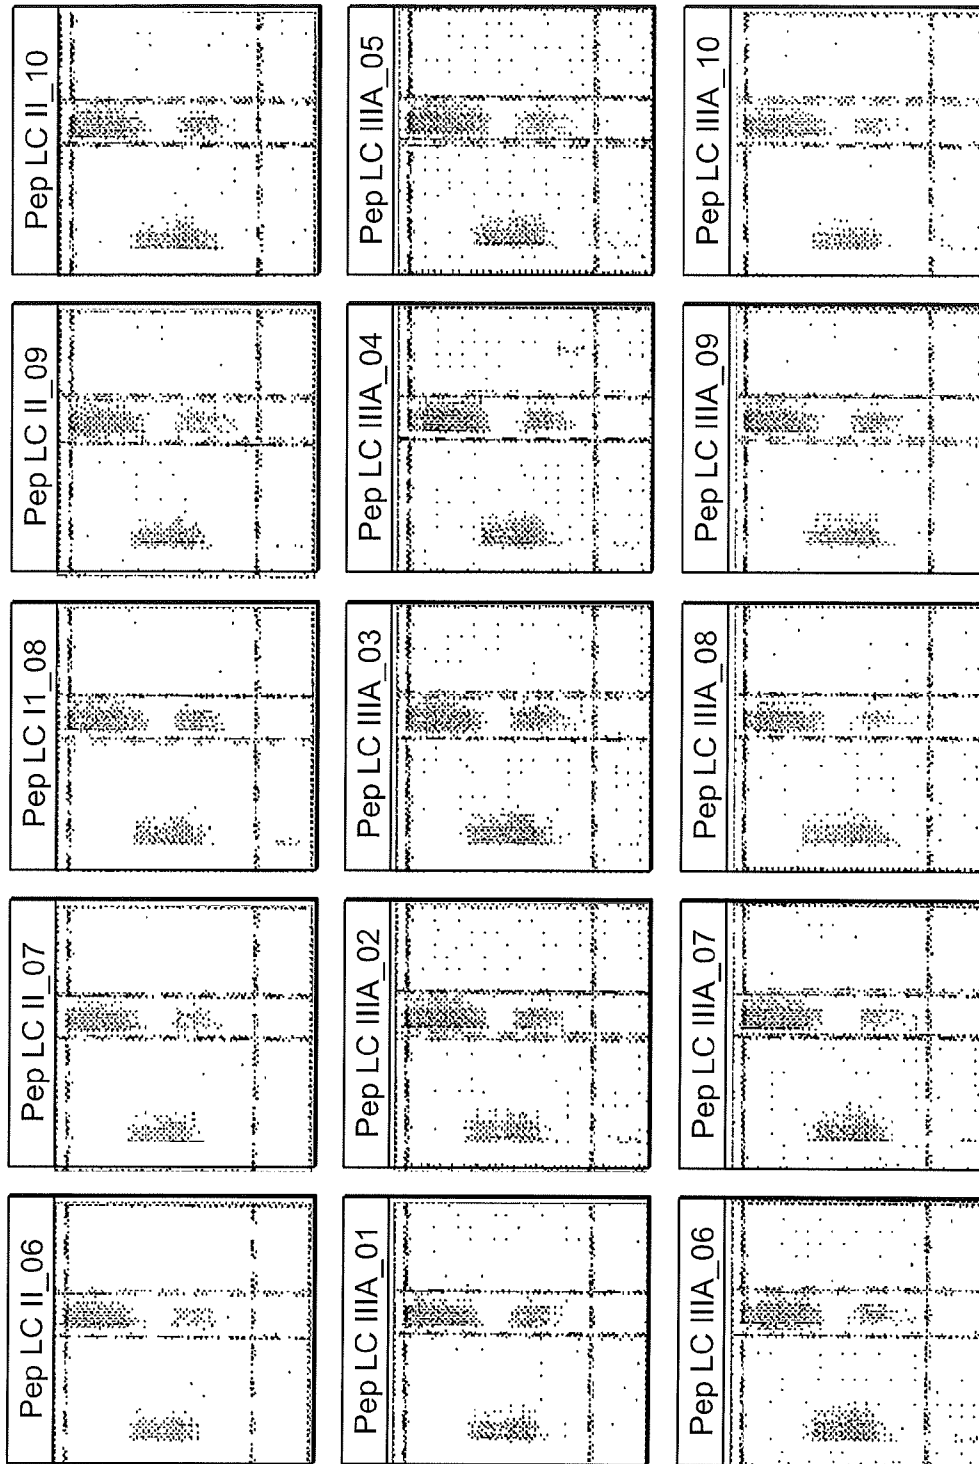 Pep LC II_06
Pep LC II_07
Pep LC I1_08
Pep LC II_09
Pep LC II_10
Pep LC IIIA_01
Pep LC IIIA_02
Pep LC IIIA_03
Pep LC IIIA_04
Pep LC IIIA_05
Pep LC IIIA_06
Pep LC IIIA_07
Pep LC IIIA_08
Pep LC IIIA_09
Pep LC IIIA_10